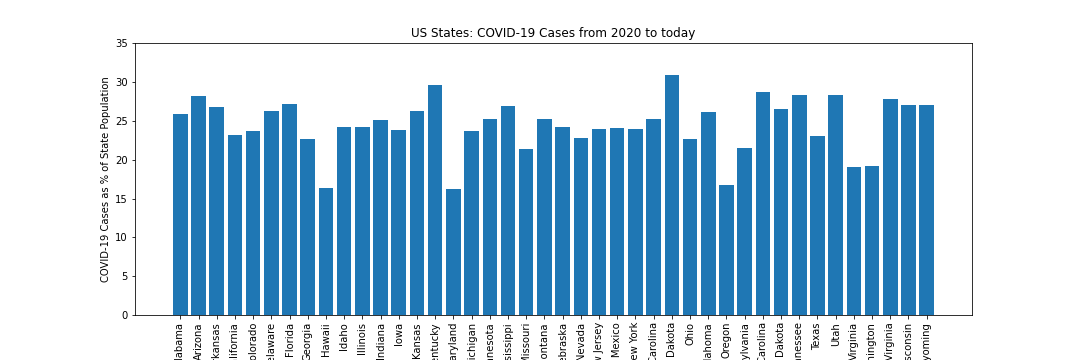 US States: COVID-19 Cases from 2020 to today
COVID-19 Cases as % of State Population
35
30
25
20
15
10
5
0
labama
Arizona
kansas
lifornia
olorado
elaware
Florida
Georgia
Hawaii
Idaho
Illinois
Indiana
Iowa
Kansas
entucky
aryland
ichigan
nnesota
sissippi
Missouri
ontana
ebraska
Nevada
Jersey
Mexico
ew York
Carolina
Dakota
Ohio
lahoma
Oregon
ylvania
Carolina
Dakota
nnessee
Texas
Utah
Virginia
hington
Virginia
sconsin
yoming